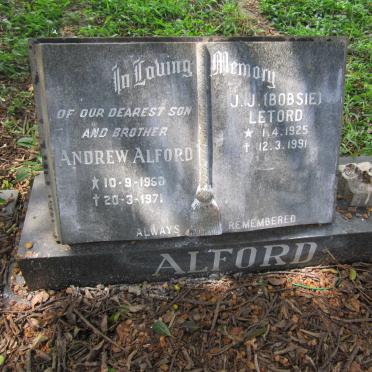 In Loving Memory
OF OUR DEAREST SON
AND BROTHER
ANDREW ALFORD
★ 10-9-1960
✝ 20-3-1971
J.J. (BOBSIE)
LETORD
★ 1.4.1925
✝ 12.3.1991
ALWAYS REMEMBERED
ALFORD